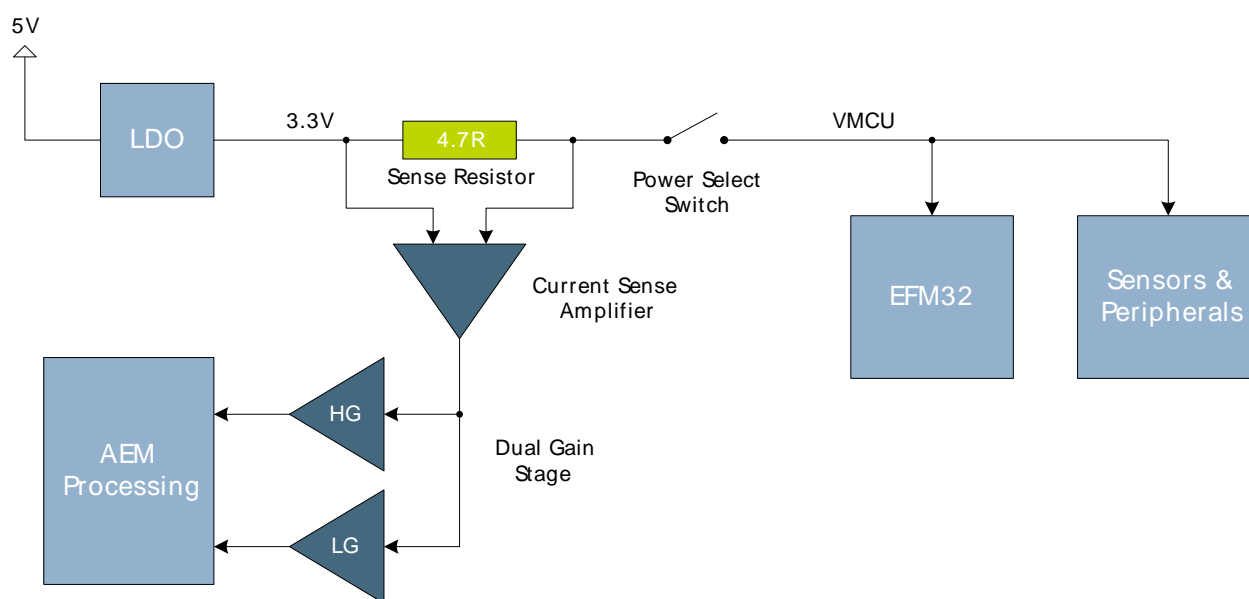 5V
LDO
3.3V
4.7R
Sense Resistor
Power Select
Switch
VMCU
Current Sense
Amplifier
EFM32
Sensors &
Peripherals
AEM
Processing
HG
LG
Dual Gain
Stage